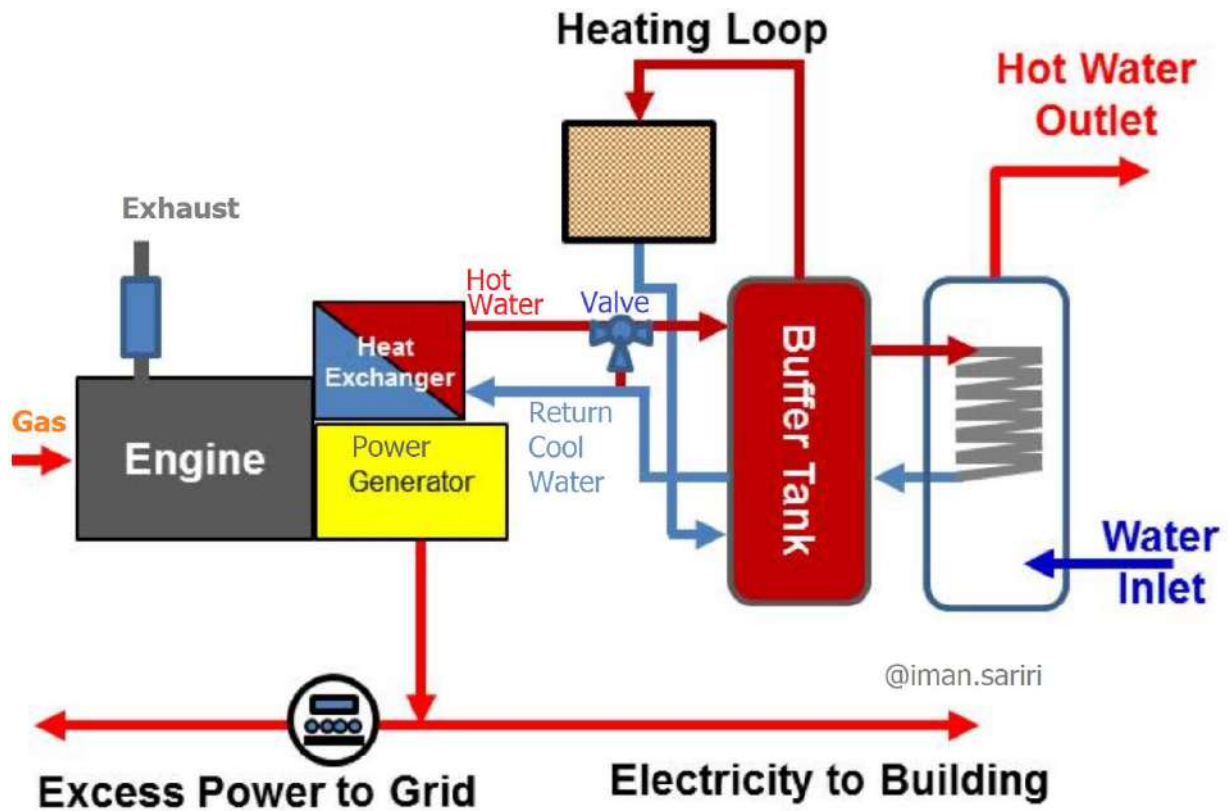 Heating Loop
Hot Water
Outlet
Exhaust
Hot
Water
Valve
Heat
Exchanger
Gas
Engine
Power
Generator
Return
Cool
Water
Buffer Tank
Water
Inlet
@iman.sariri
Excess Power to Grid
Electricity to Building